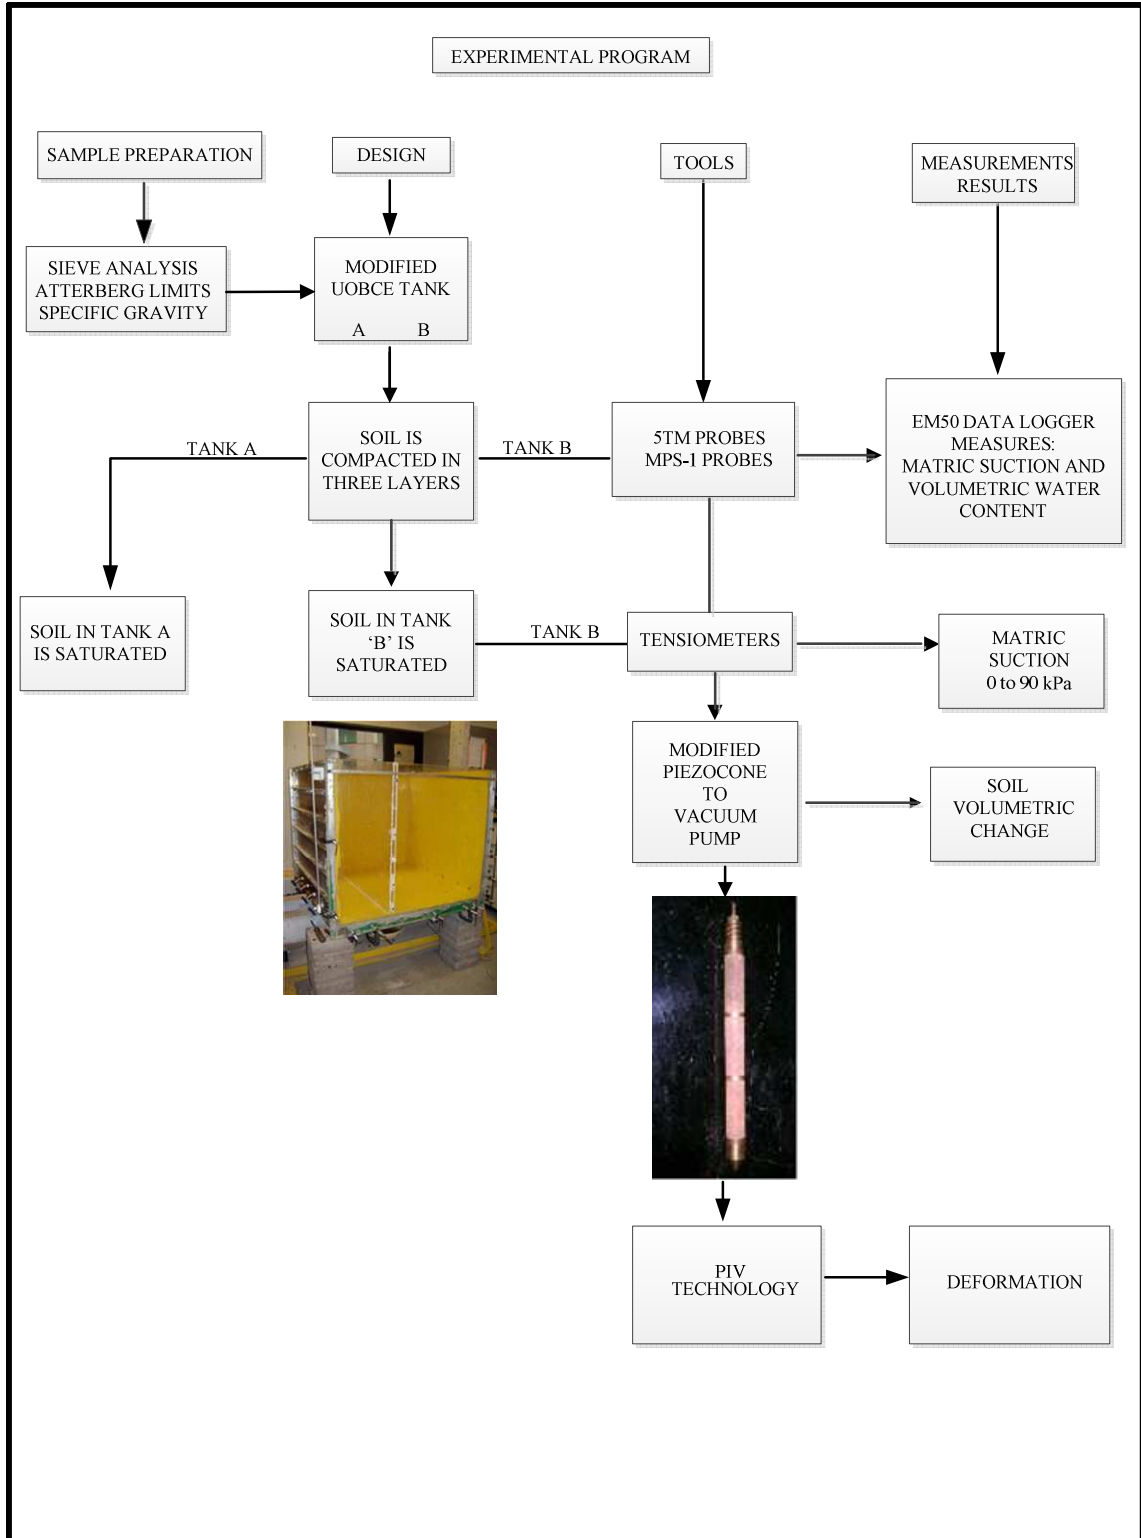 EXPERIMENTAL PROGRAM
SAMPLE PREPARATION
DESIGN
TOOLS
MEASUREMENTS
RESULTS
SIEVE ANALYSIS
ATTERBERG LIMITS
SPECIFIC GRAVITY
MODIFIED
UOBCE TANK
A B
SOIL IS
COMPACTED IN
THREE LAYERS
TANK A
TANK B
5TM PROBES
MPS-1 PROBES
EM50 DATA LOGGER
MEASURES:
MATRIC SUCTION AND
VOLUMETRIC WATER
CONTENT
SOIL IN TANK A
IS SATURATED
SOIL IN TANK
‘B’ IS
SATURATED
TANK B
TENSIOMETERS
MATRIC
SUCTION
0 to 90 kPa
MODIFIED
PIEZOCONE
TO
VACUUM
PUMP
SOIL
VOLUMETRIC
CHANGE
PIV
TECHNOLOGY
DEFORMATION